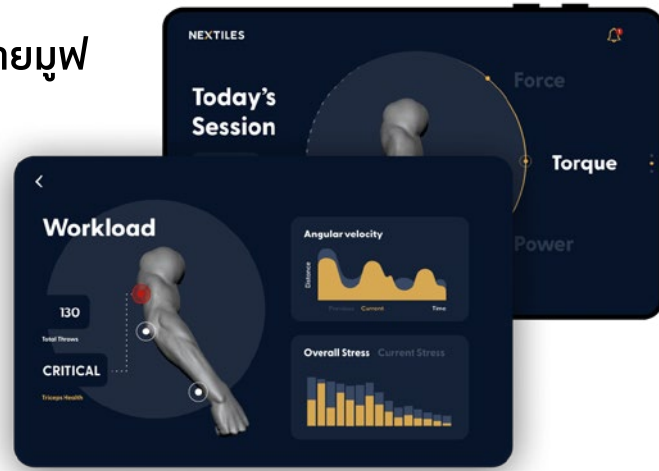 ายมูฟ
NEXTILES
Today's
Session
Force
Torque
Power
Workload
130
Total Throws
CRITICAL
Triceps Health
Angular velocity
Distance
Previous Current Time
Overall Stress Current Stress